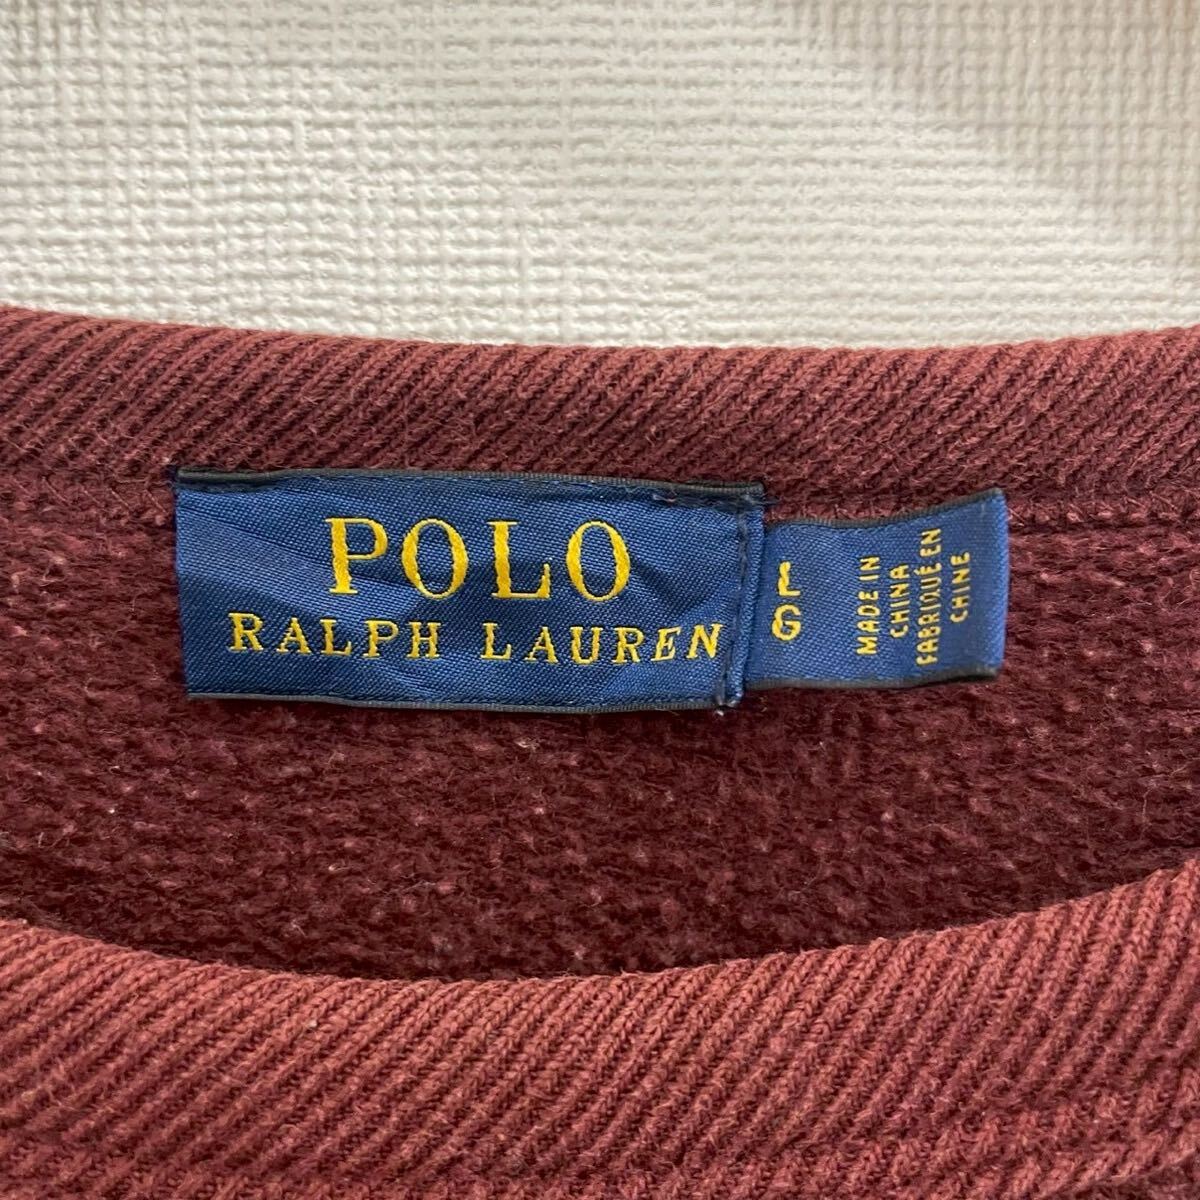 POLO
RALPH LAUREN
L
G
MADE IN
CHINA
FABRIQUÉ EN
CHINE